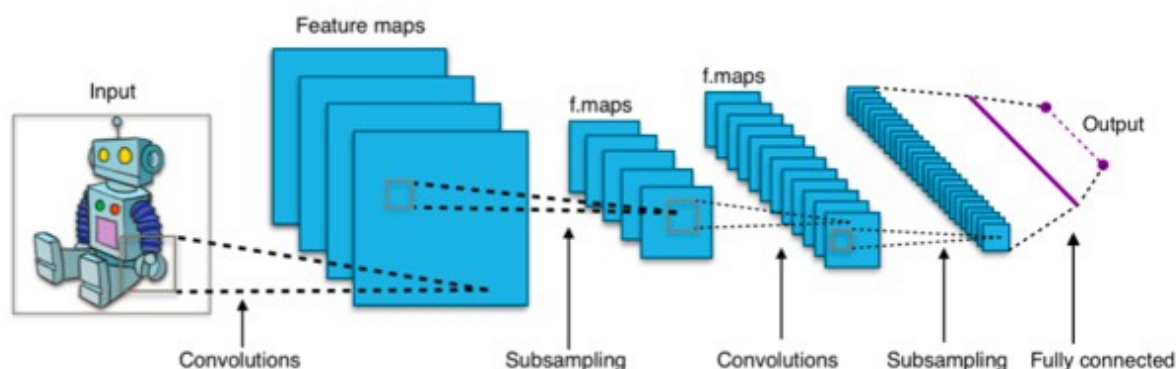 Feature maps
Input
f.maps
f.maps
Output
Convolutions
Subsampling
Convolutions
Subsampling
Fully connected